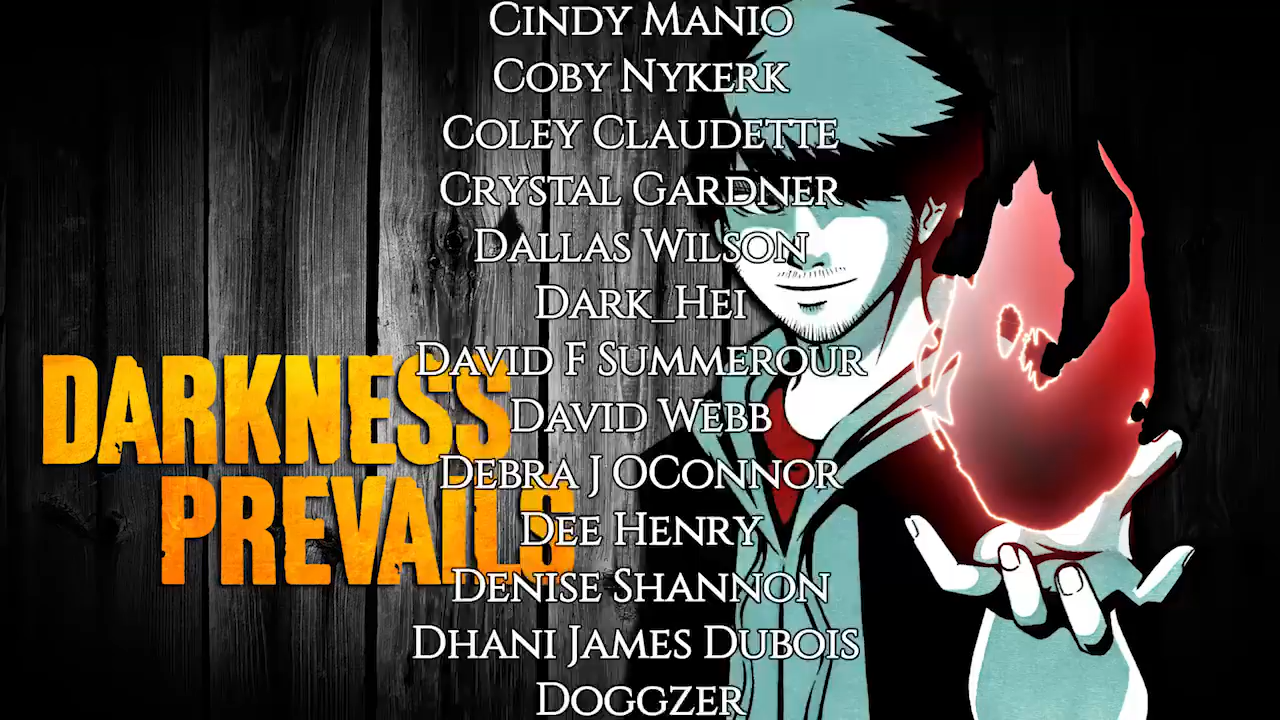 Cindy Manio
Coby Nykerk
Coley Claudette
Crystal Gardner
Dallas Wilson
Dark_Hei
David F Summerour
David Webb
Debra J OConnor
Dee Henry
Denise Shannon
Dhani James Dubois
Doggzer
DARKNESS
PREVAILS